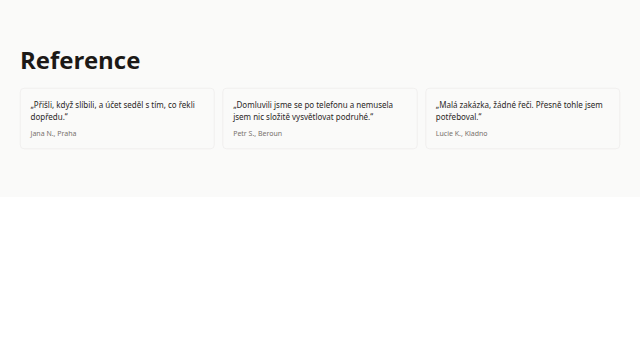 Reference
„Přišli, když slíbili, a účet seděl s tím, co řekli
dopředu.“
Jana N., Praha
„Domluvili jsme se po telefonu a nemusela
jsem nic složitě vysvětlovat podruhé.“
Petr S., Beroun
„Malá zakázka, žádné řeči. Přesně tohle jsem
potřeboval.“
Lucie K., Kladno